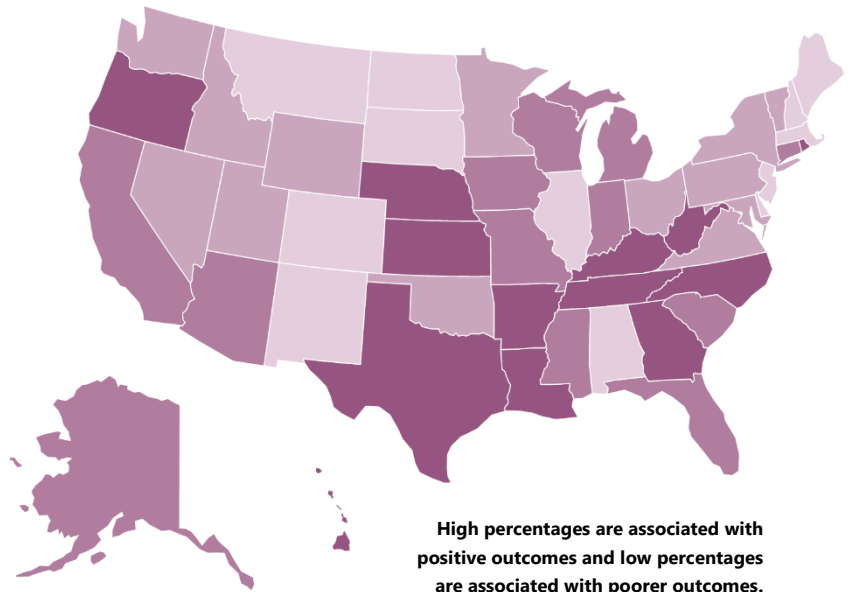 High percentages are associated with
positive outcomes and low percentages
are associated with poorer outcomes.